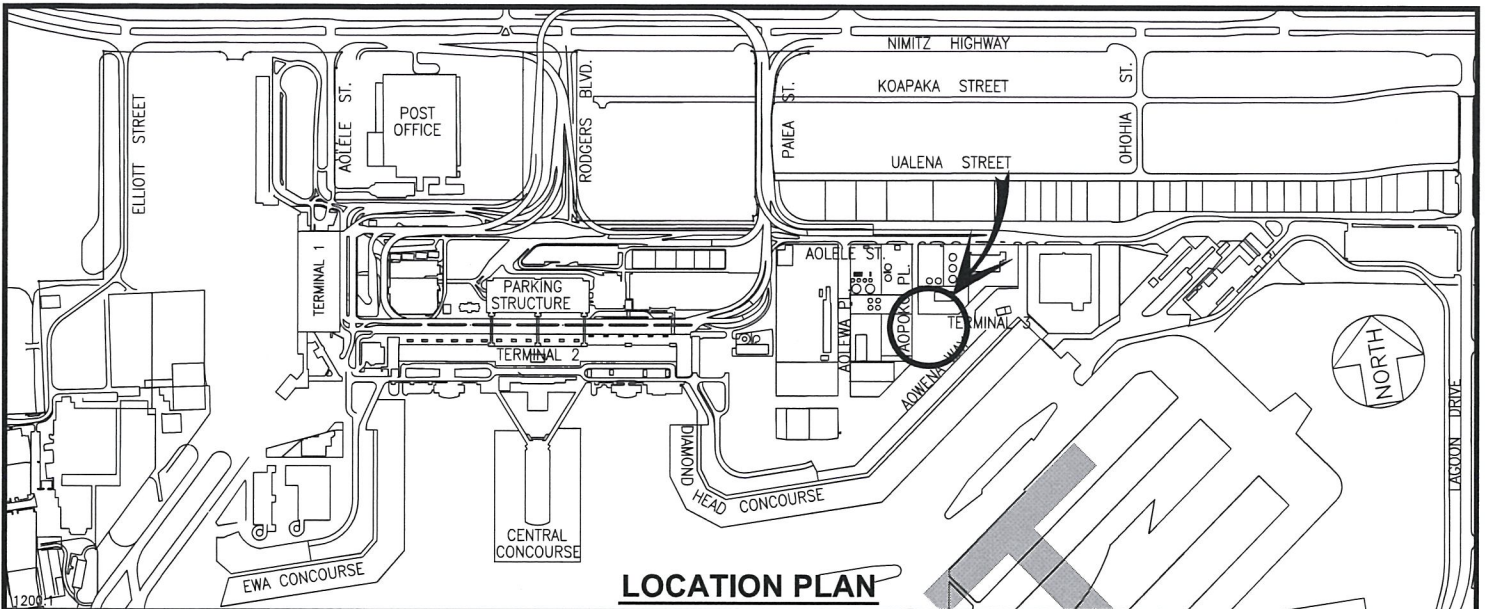 NIMITZ HIGHWAY
KOAPAKA STREET
UALENA STREET
ELLIOTT STREET
AOLELE ST.
POST
OFFICE
RODGERS BLVD.
PAIEA ST.
OHOHIA ST.
TERMINAL 1
PARKING
STRUCTURE
TERMINAL 2
AOLELE ST.
AOLEWA PL.
AOPOKO PL.
TERMINAL 3
AOWENA WAY
NORTH
LAGOON DRIVE
DIAMOND
HEAD CONCOURSE
CENTRAL
CONCOURSE
EWA CONCOURSE
LOCATION PLAN
1200:1